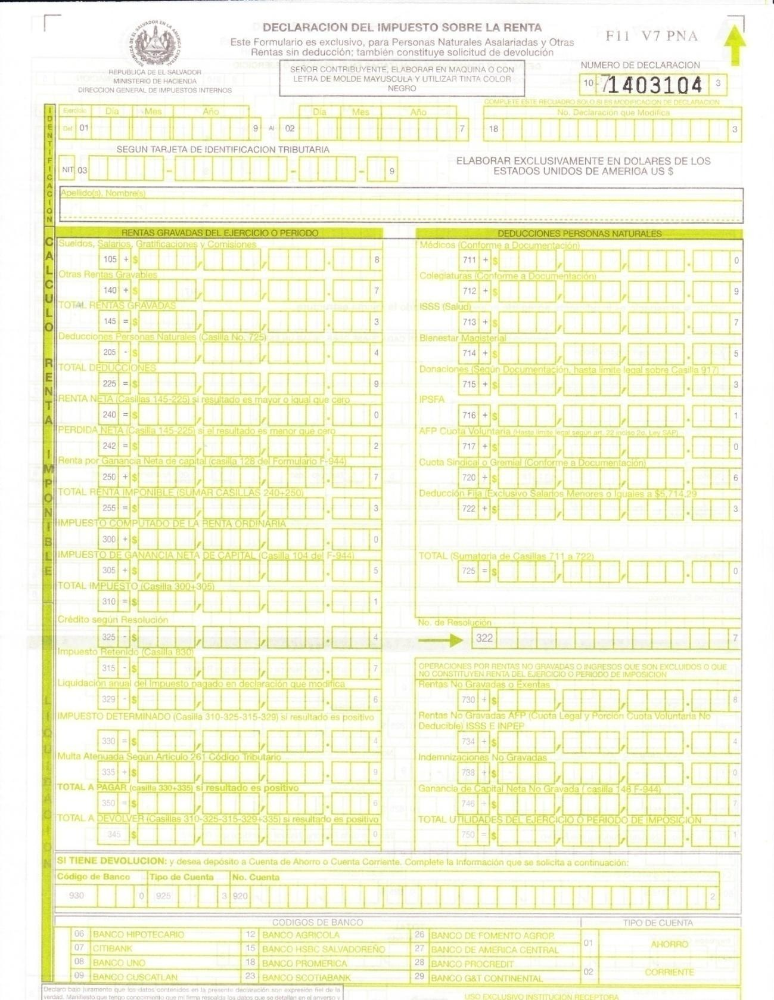 DECLARACION DEL IMPUESTO SOBRE LA RENTA
F11 V7 PNA
Este Formulario es exclusivo, para Personas Naturales Asalariadas y Otras
Rentas sin deducción; también constituye solicitud de devolución
REPUBLICA DE EL SALVADOR
MINISTERIO DE HACIENDA
DIRECCION GENERAL DE IMPUESTOS INTERNOS
SEÑOR CONTRIBUYENTE, ELABORAR EN MAQUINA O CON
LETRA DE MOLDE MAYUSCULA Y UTILIZAR TINTA COLOR
NEGRO
NUMERO DE DECLARACION
10-71403104 3
COMPLETE ESTE RECUADRO SOLO SI ES MODIFICACION DE DECLARACION
IDENTIFICACION
Ejercicio Día Mes Año Día Mes Año No. Declaración que Modifica
Del 01 9 Al 02 7 18 3
SEGUN TARJETA DE IDENTIFICACION TRIBUTARIA
NIT 03 - - - 9
ELABORAR EXCLUSIVAMENTE EN DOLARES DE LOS
ESTADOS UNIDOS DE AMERICA US $
Apellido(s), Nombre(s)
CALCULO RENTA IMPONIBLE
RENTAS GRAVADAS DEL EJERCICIO O PERIODO
Sueldos, Salarios, Gratificaciones y Comisiones
105 + $ , , . 8
Otras Rentas Gravables
140 + $ , , . 7
TOTAL RENTAS GRAVADAS
145 = $ , , . 3
Deducciones Personas Naturales (Casilla No. 725)
205 - $ , , . 4
TOTAL DEDUCCIONES
225 = $ , , . 9
RENTA NETA (Casillas 145-225) si resultado es mayor o igual que cero
240 = $ , , . 0
PERDIDA NETA (Casilla 145-225) si el resultado es menor que cero
242 = $ , , . 2
Renta por Ganancia Neta de capital (casilla 128 del Formulario F-944)
250 + $ , , . 7
TOTAL RENTA IMPONIBLE (SUMAR CASILLAS 240+250)
255 = $ , , . 3
IMPUESTO COMPUTADO DE LA RENTA ORDINARIA
300 + $ , , . 0
IMPUESTO DE GANANCIA NETA DE CAPITAL (Casilla 104 del F-944)
305 + $ , , . 5
TOTAL IMPUESTO (Casilla 300+305)
310 = $ , , . 1
LIQUIDACION
Crédito según Resolución
325 - $ , , . 4
Impuesto Retenido (Casilla 830)
315 - $ , , . 7
Liquidación anual del Impuesto pagado en declaración que modifica
329 - $ , , . 6
IMPUESTO DETERMINADO (Casilla 310-325-315-329) si resultado es positivo
330 = $ , , . 4
Multa Atenuada Según Artículo 261 Código Tributario
335 + $ , , . 9
TOTAL A PAGAR (casilla 330+335) si resultado es positivo
350 = $ , , . 6
TOTAL A DEVOLVER (Casillas 310-325-315-329+335) si resultado es positivo
345 $ , , . 0
DEDUCCIONES PERSONAS NATURALES
Médicos (Conforme a Documentación)
711 + $ , , . 0
Colegiaturas (Conforme a Documentación)
712 + $ , , . 9
ISSS (Salud)
713 + $ , , . 7
Bienestar Magisterial
714 + $ , , . 5
Donaciones (Según Documentación, hasta límite legal sobre Casilla 917)
715 + $ , , . 3
IPSFA
716 + $ , , . 1
AFP Cuota Voluntaria (Hasta límite legal según art. 22 inciso 2o. Ley SAP)
717 + $ , , . 0
Cuota Sindical o Gremial (Conforme a Documentación)
720 + $ , , . 6
Deducción Fija (Exclusivo Salarios Menores o Iguales a $5,714.29
722 + $ , , . 3
TOTAL (Sumatoria de Casillas 711 a 722)
725 = $ , , . 0
No. de Resolución
322 7
OPERACIONES POR RENTAS NO GRAVADAS O INGRESOS QUE SON EXCLUIDOS O QUE
NO CONSTITUYEN RENTA DEL EJERCICIO O PERIODO DE IMPOSICION
Rentas No Gravadas o Exentas
730 + $ , , . 8
Rentas No Gravadas AFP (Cuota Legal y Porción Cuota Voluntaria No
Deducible) ISSS E INPEP
734 + $ , , . 4
Indemnizaciones No Gravadas
738 + $ , , . 0
Ganancia de Capital Neta No Gravada ( casilla 148 F-944)
746 + $ , , . 7
TOTAL UTILIDADES DEL EJERCICIO O PERIODO DE IMPOSICION
750 = $ , , . 1
SI TIENE DEVOLUCION: y desea depósito a Cuenta de Ahorro o Cuenta Corriente. Complete la Información que se solicita a continuación:
Código de Banco Tipo de Cuenta No. Cuenta
930 0 925 3 920 2
CODIGOS DE BANCO TIPO DE CUENTA
06 BANCO HIPOTECARIO 12 BANCO AGRICOLA 26 BANCO DE FOMENTO AGROP.
07 CITIBANK 15 BANCO HSBC SALVADOREÑO 27 BANCO DE AMERICA CENTRAL
01 AHORRO
08 BANCO UNO 18 BANCO PROMERICA 28 BANCO PROCREDIT
09 BANCO CUSCATLAN 23 BANCO SCOTIABANK 29 BANCO G&T CONTINENTAL
02 CORRIENTE
Declaro bajo juramento que los datos contenidos en la presente declaración son expresión fiel de la
verdad. Manifiesto que tengo conocimiento que mi firma respalda los datos que se detallan en el anverso y
USO EXCLUSIVO INSTITUCION RECEPTORA